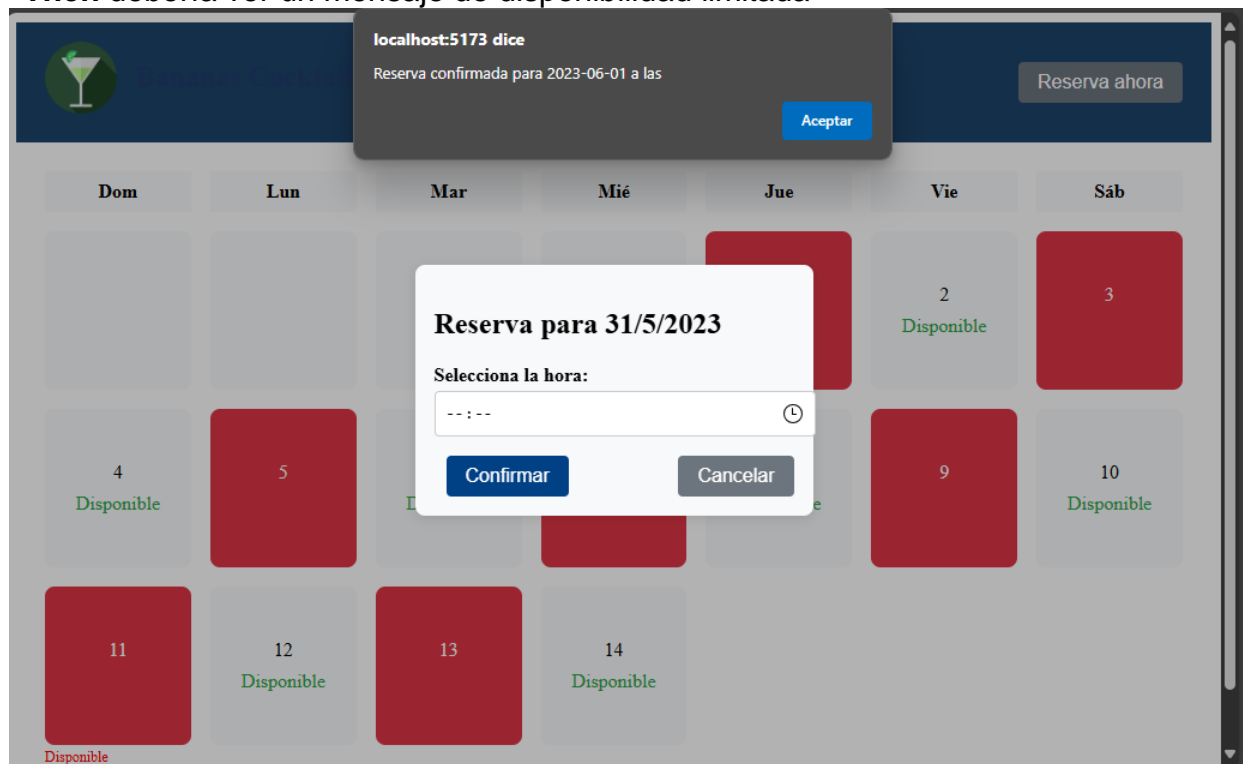 localhost:5173 dice
Reserva confirmada para 2023-06-01 a las
Aceptar
Reserva ahora
Dom Lun Mar Mié Jue Vie Sáb
Reserva para 31/5/2023
Selecciona la hora:
--:--
Confirmar Cancelar
2
Disponible
3
4
Disponible
5
9
10
Disponible
11
12
Disponible
13
14
Disponible
Disponible